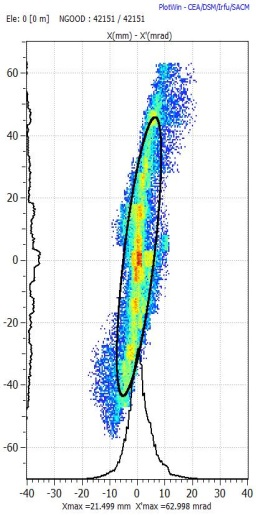 PlotWin - CEA/DSM/Irfu/SACM
Ele: 0 [0 m] NGOOD : 42151 / 42151
X(mm) - X'(mrad)
60
40
20
0
-20
-40
-60
-40 -30 -20 -10 0 10 20 30 40
Xmax =21.499 mm X'max =62.998 mrad